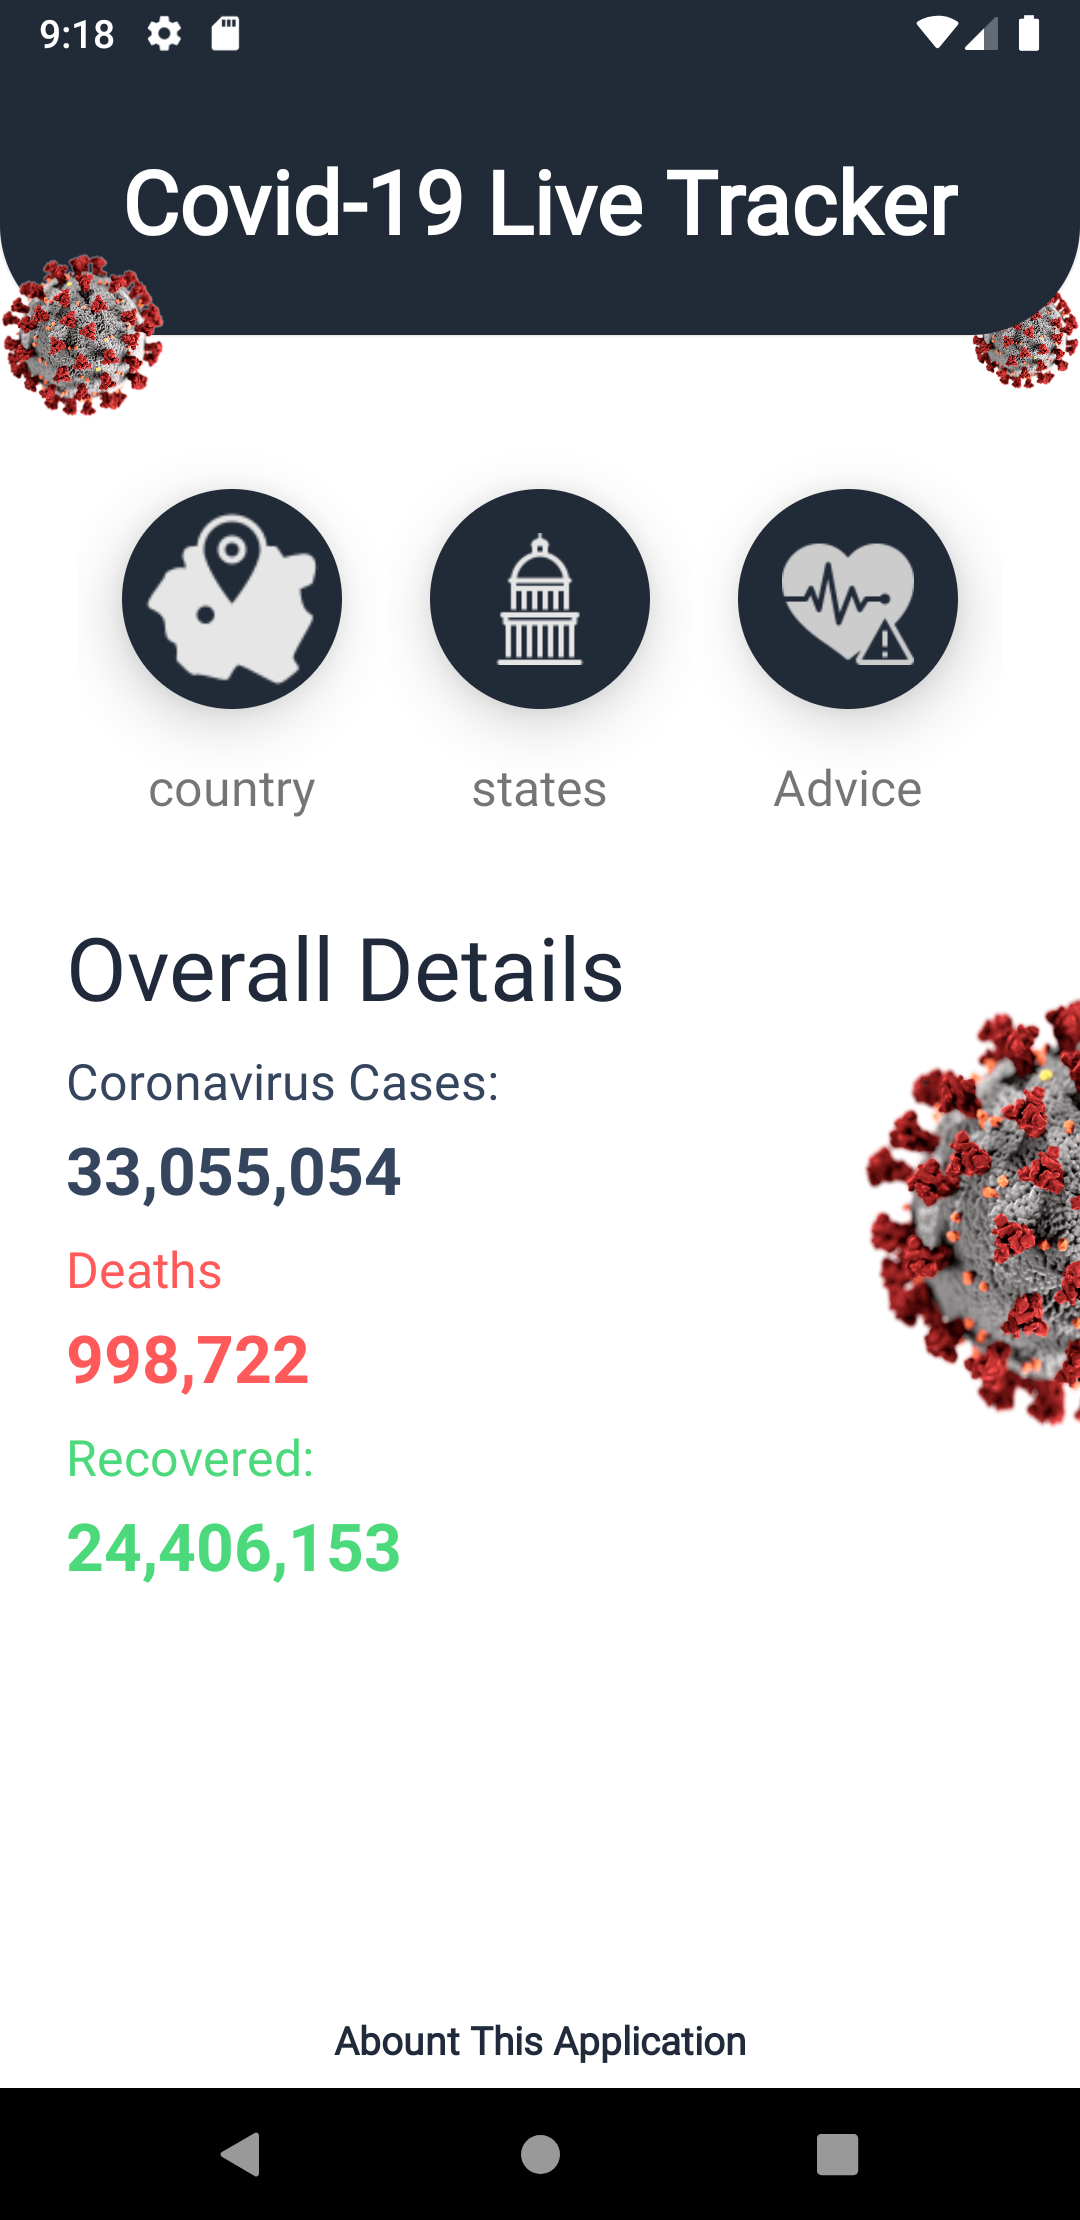 9:18
Covid-19 Live Tracker
country states Advice
Overall Details
Coronavirus Cases:
33,055,054
Deaths
998,722
Recovered:
24,406,153
Abount This Application